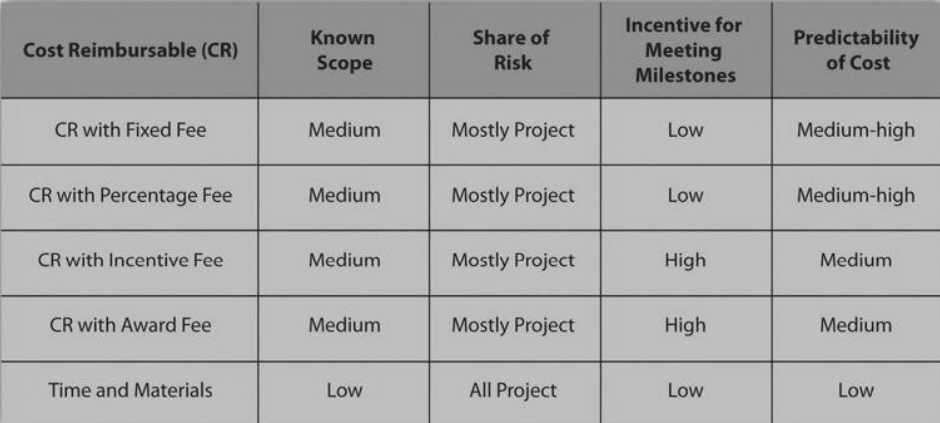 Cost Reimbursable (CR)
Known
Scope
Share of
Risk
Incentive for
Meeting
Milestones
Predictability
of Cost
CR with Fixed Fee
Medium
Mostly Project
Low
Medium-high
CR with Percentage Fee
Medium
Mostly Project
Low
Medium-high
CR with Incentive Fee
Medium
Mostly Project
High
Medium
CR with Award Fee
Medium
Mostly Project
High
Medium
Time and Materials
Low
All Project
Low
Low